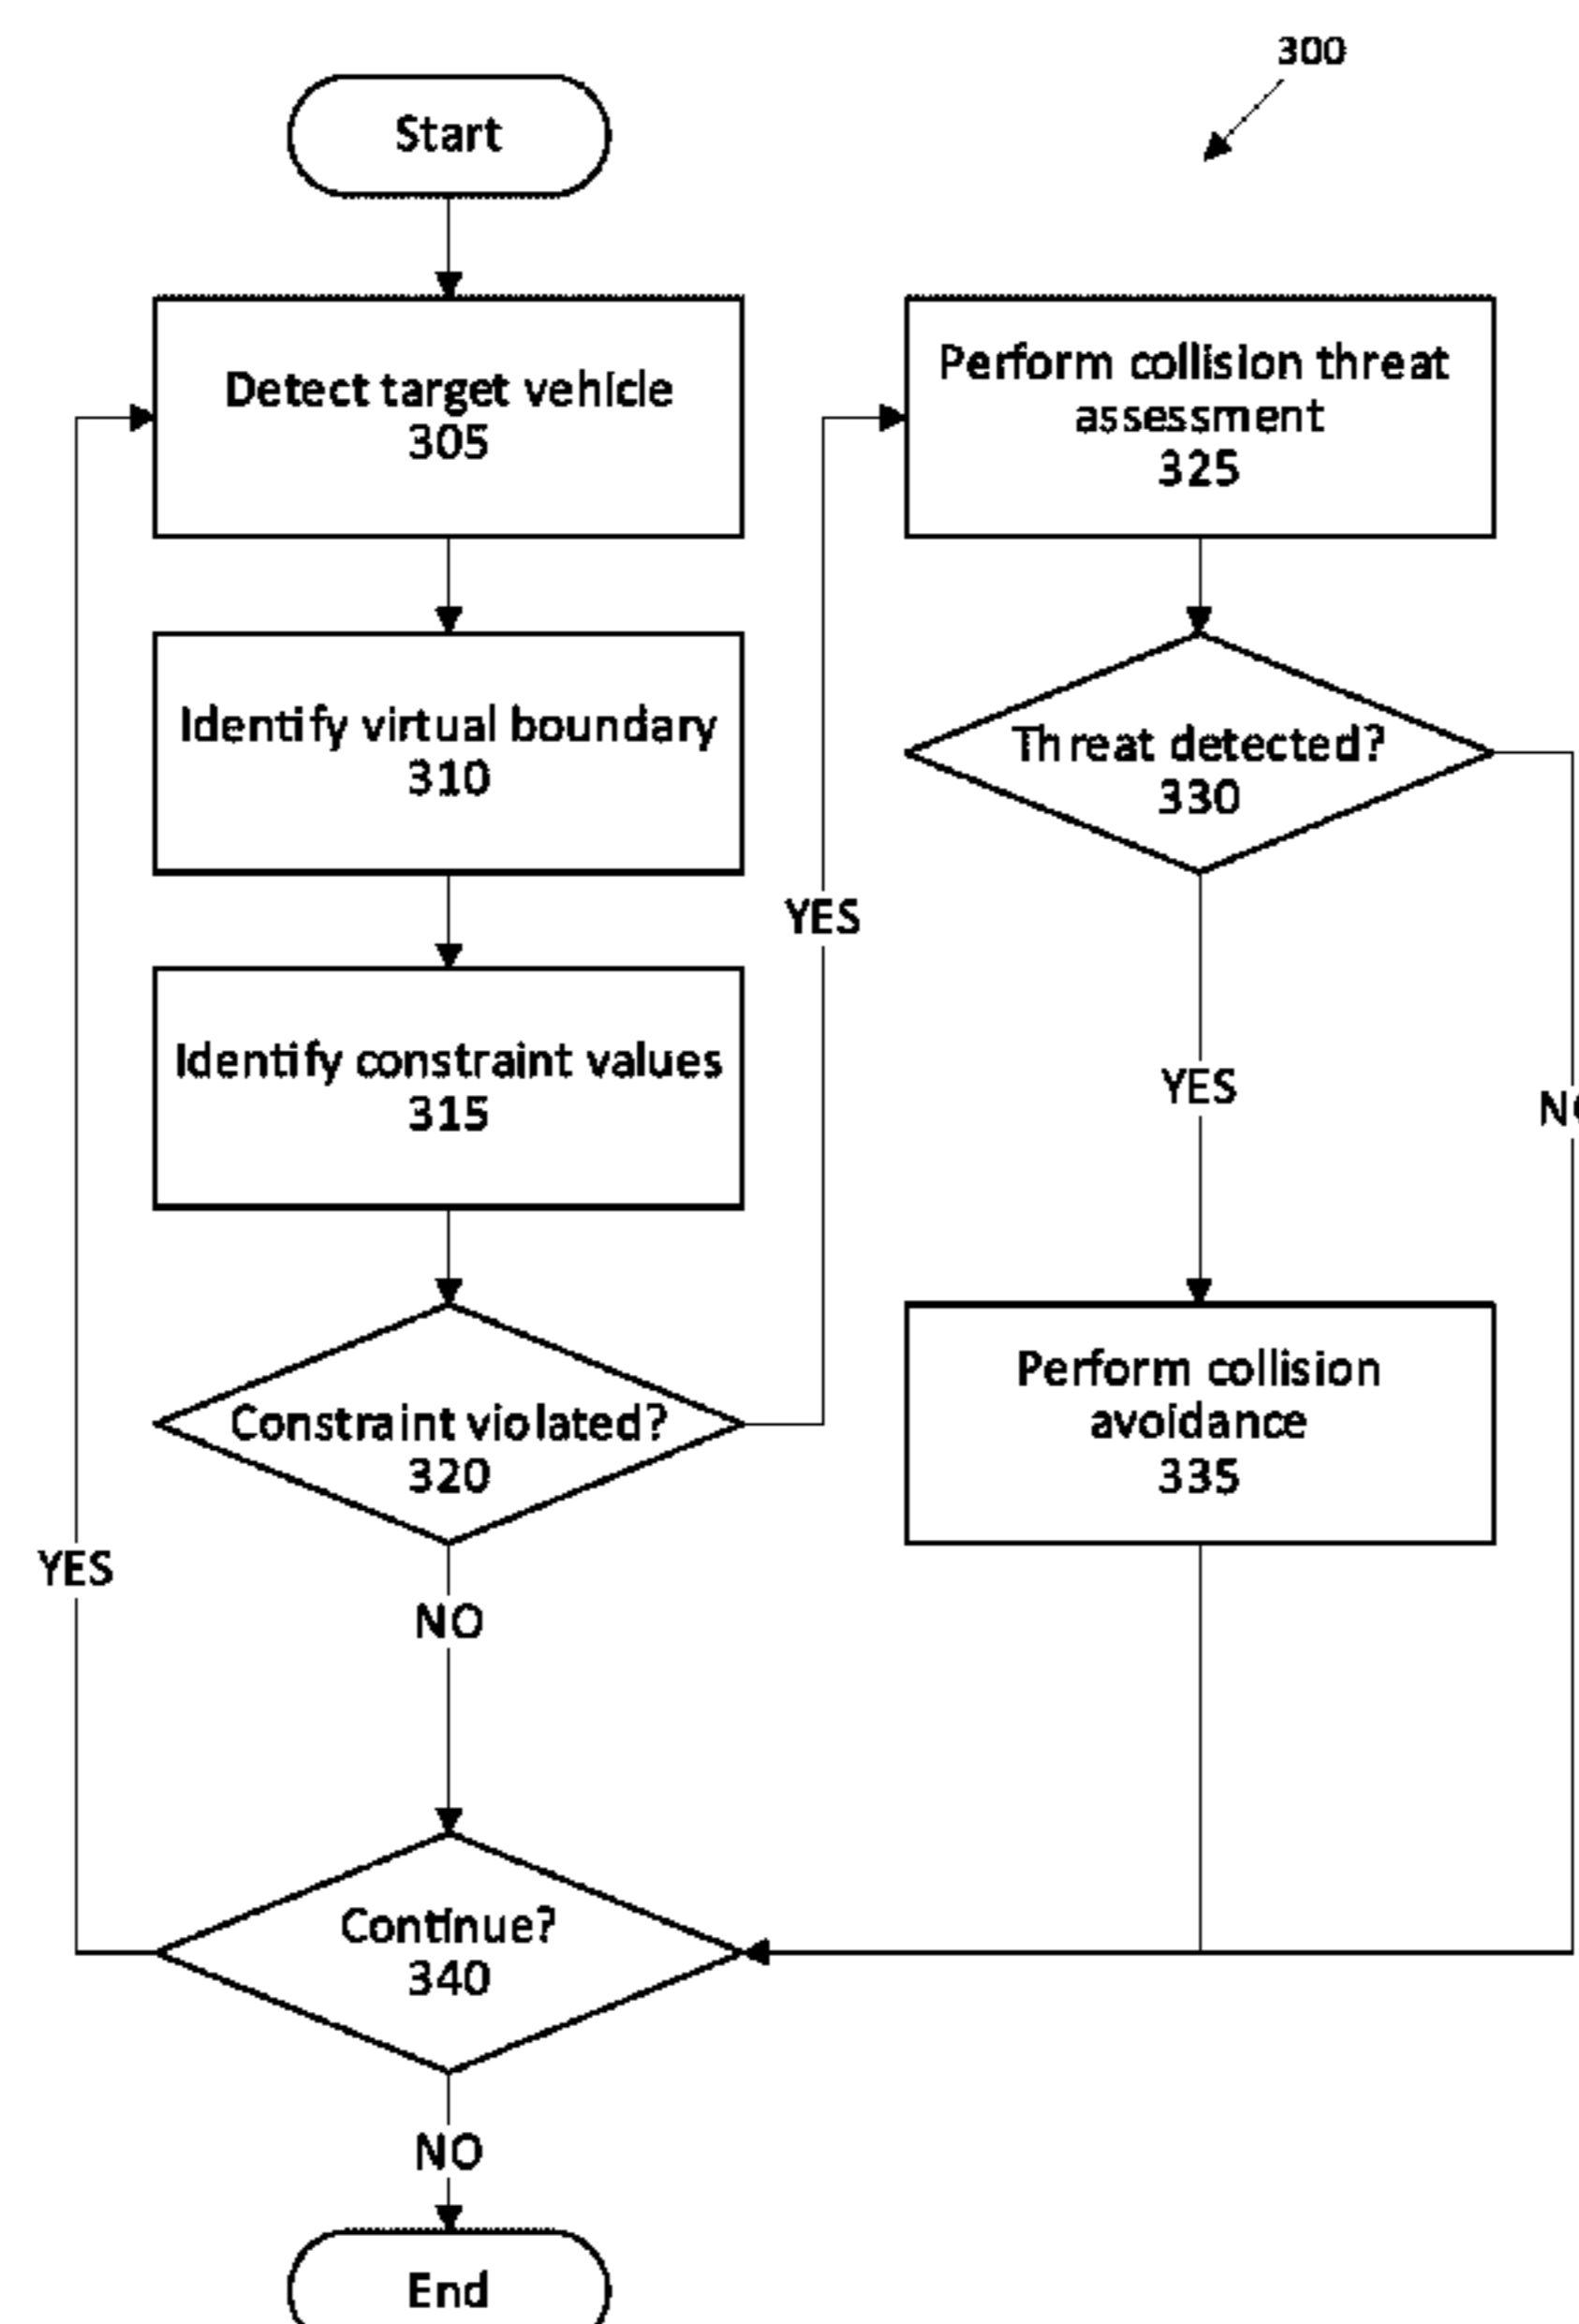 300
Start
Detect target vehicle
305
Identify virtual boundary
310
Identify constraint values
315
Constraint violated?
320
YES
NO
YES
Perform collision threat
assessment
325
Threat detected?
330
YES
Perform collision
avoidance
335
Continue?
340
NO
End